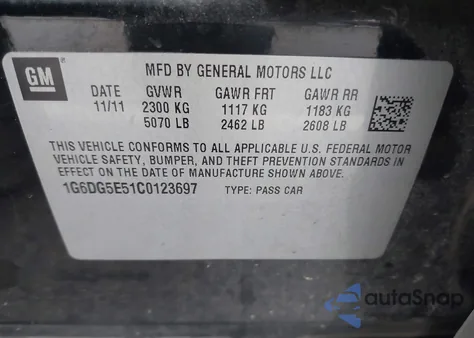 GM
MFD BY GENERAL MOTORS LLC
DATE GVWR GAWR FRT GAWR RR
11/11 2300 KG 1117 KG 1183 KG
5070 LB 2462 LB 2608 LB
THIS VEHICLE CONFORMS TO ALL APPLICABLE U.S. FEDERAL MOTOR
VEHICLE SAFETY, BUMPER, AND THEFT PREVENTION STANDARDS IN
EFFECT ON THE DATE OF MANUFACTURE SHOWN ABOVE.
1G6DG5E51C0123697 TYPE: PASS CAR
autoSnap